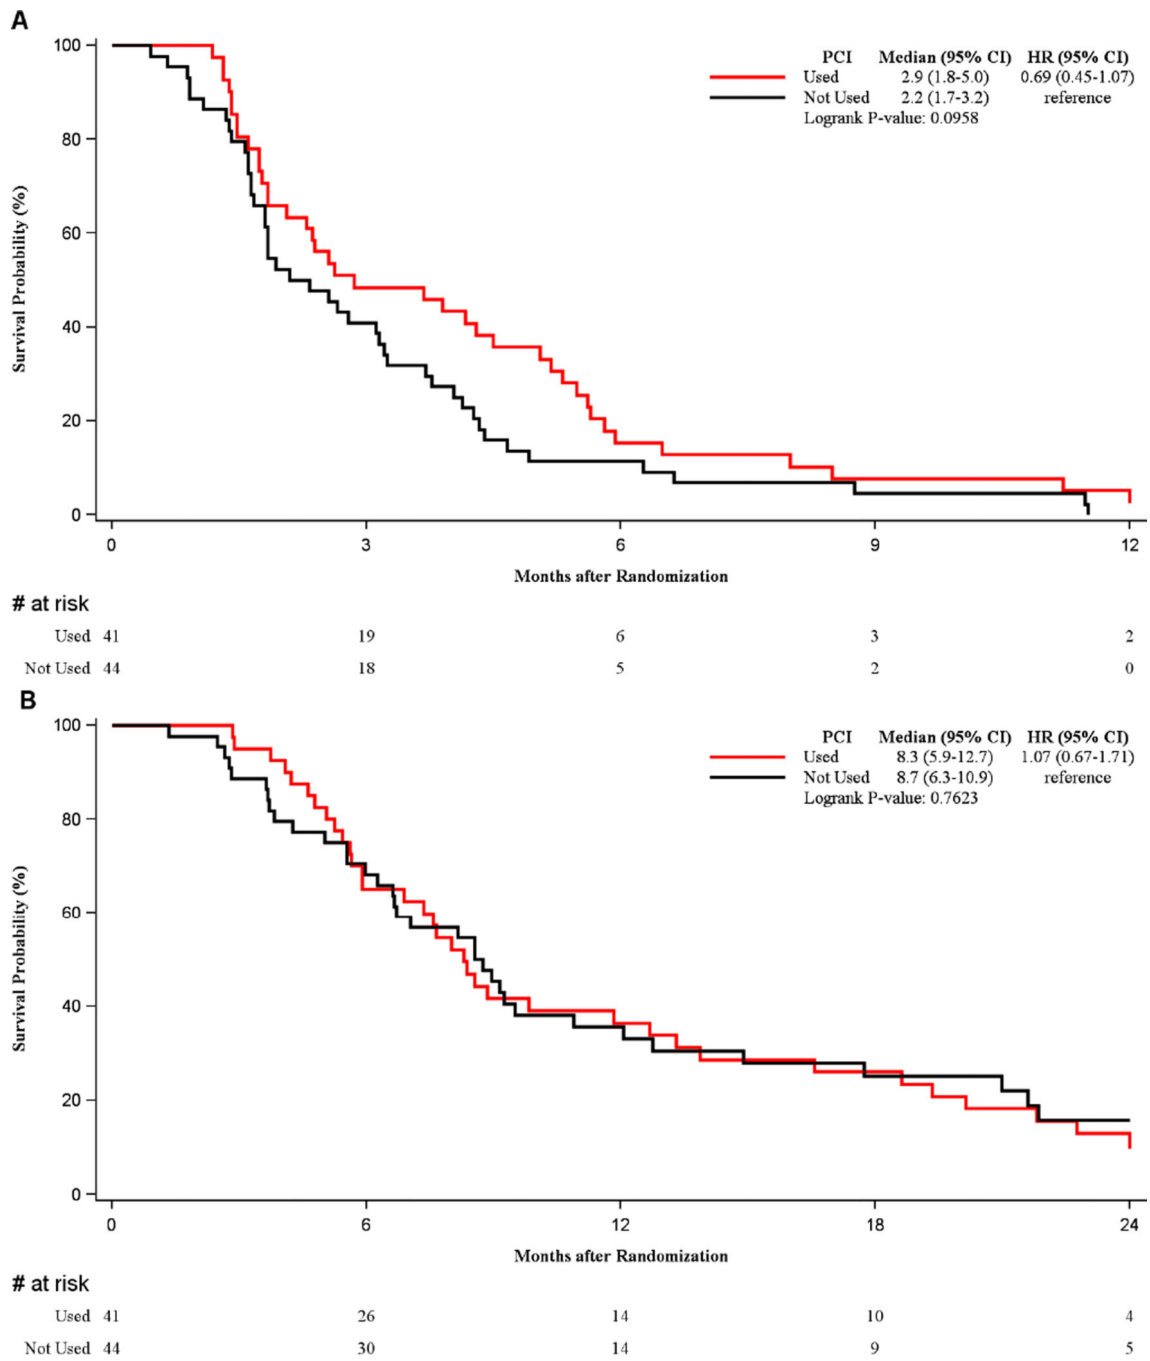 A
PCI Median (95% CI) HR (95% CI)
Used 2.9 (1.8-5.0) 0.69 (0.45-1.07)
Not Used 2.2 (1.7-3.2) reference
Logrank P-value: 0.0958
Survival Probability (%)
100
80
60
40
20
0
0 3 6 9 12
Months after Randomization
# at risk
Used 41 19 6 3 2
Not Used 44 18 5 2 0
B
PCI Median (95% CI) HR (95% CI)
Used 8.3 (5.9-12.7) 1.07 (0.67-1.71)
Not Used 8.7 (6.3-10.9) reference
Logrank P-value: 0.7623
Survival Probability (%)
100
80
60
40
20
0
0 6 12 18 24
Months after Randomization
# at risk
Used 41 26 14 10 4
Not Used 44 30 14 9 5